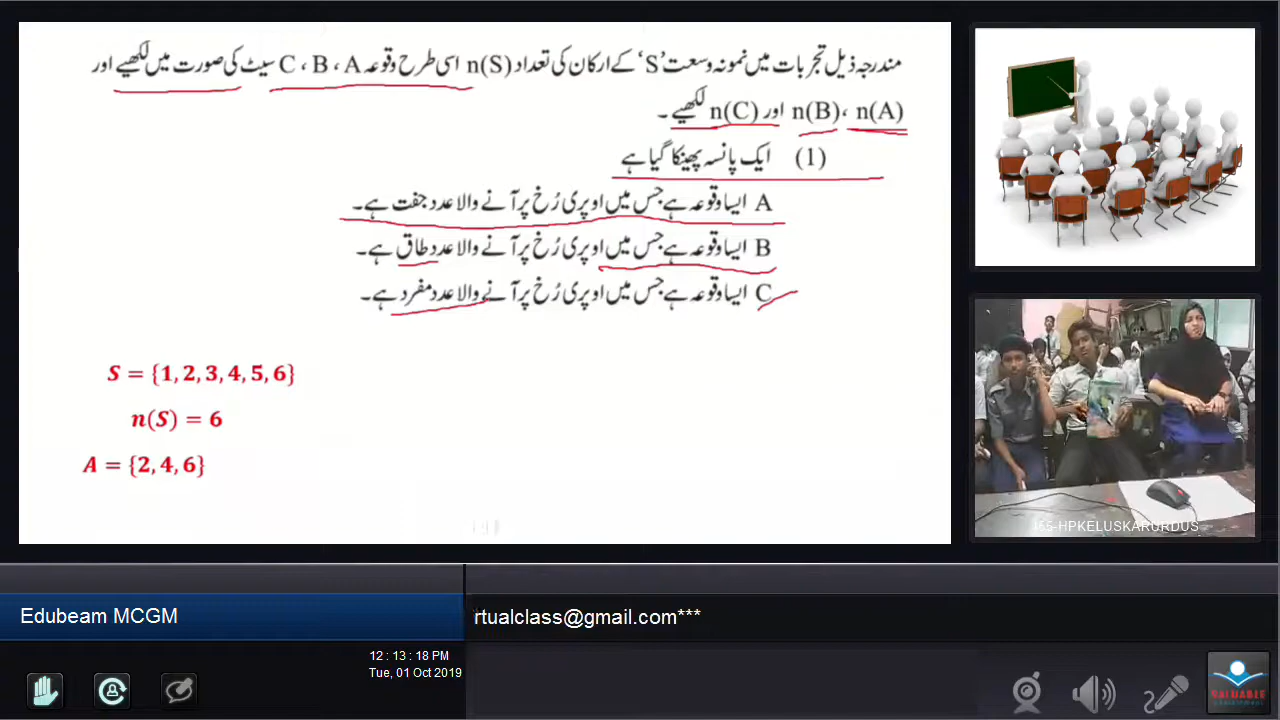 مندرجہ ذیل تجربات میں نمونہ وسعت 'S' کے ارکان کی تعداد n(S) اسی طرح وقوعہ C ، B ، A سیٹ کی صورت میں لکھیے اور
n(A) ، n(B) اور n(C) لکھیے ۔
(1) ایک پانسہ پھینکا گیا ہے
A ایسا وقوعہ ہے جس میں اوپری رُخ پر آنے والا عدد جفت ہے۔
B ایسا وقوعہ ہے جس میں اوپری رُخ پر آنے والا عدد طاق ہے ۔
C ایسا وقوعہ ہے جس میں اوپری رُخ پر آنے والا عدد مفرد ہے۔
S = {1, 2, 3, 4, 5, 6}
n(S) = 6
A = {2, 4, 6}
65-HPKELUSKARURDUS
Edubeam MCGM
rtualclass@gmail.com***
12 : 13 : 18 PM
Tue, 01 Oct 2019
VALUABLE